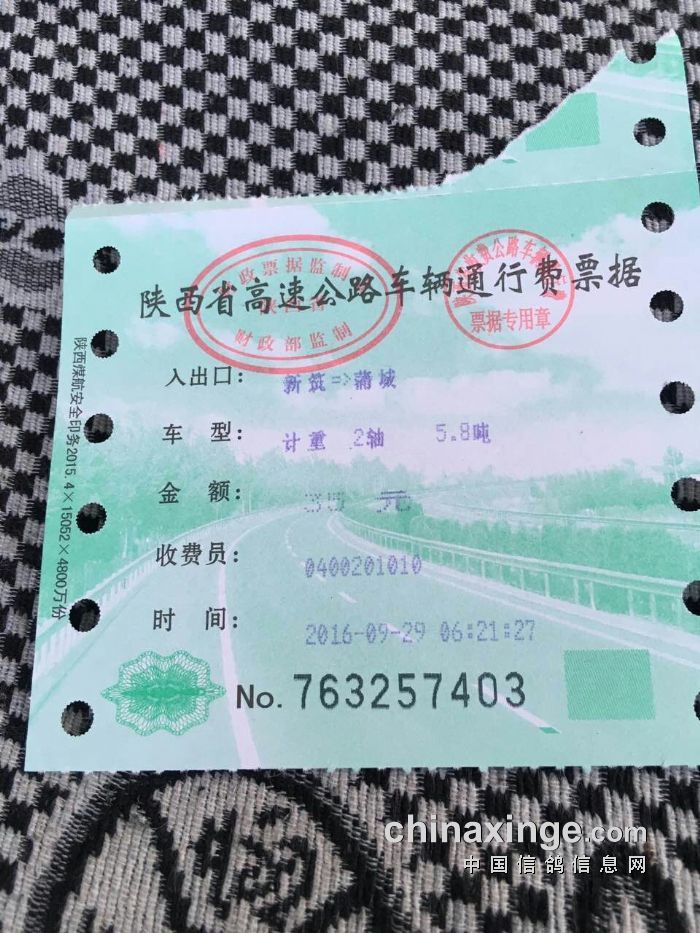 陕西省高速公路车辆通行费票据
政票据监制
财政部监制
票据专用章
入出口： 新筑=>蒲城
车 型： 计重 2轴 5.8吨
金 额： 35 元
收费员： 0400201010
时 间： 2016-09-29 06:21:27
No. 763257403
陕西煤航安全印务2015.4×15052×4800万份
chinaxinge.com
中国信鸽信息网